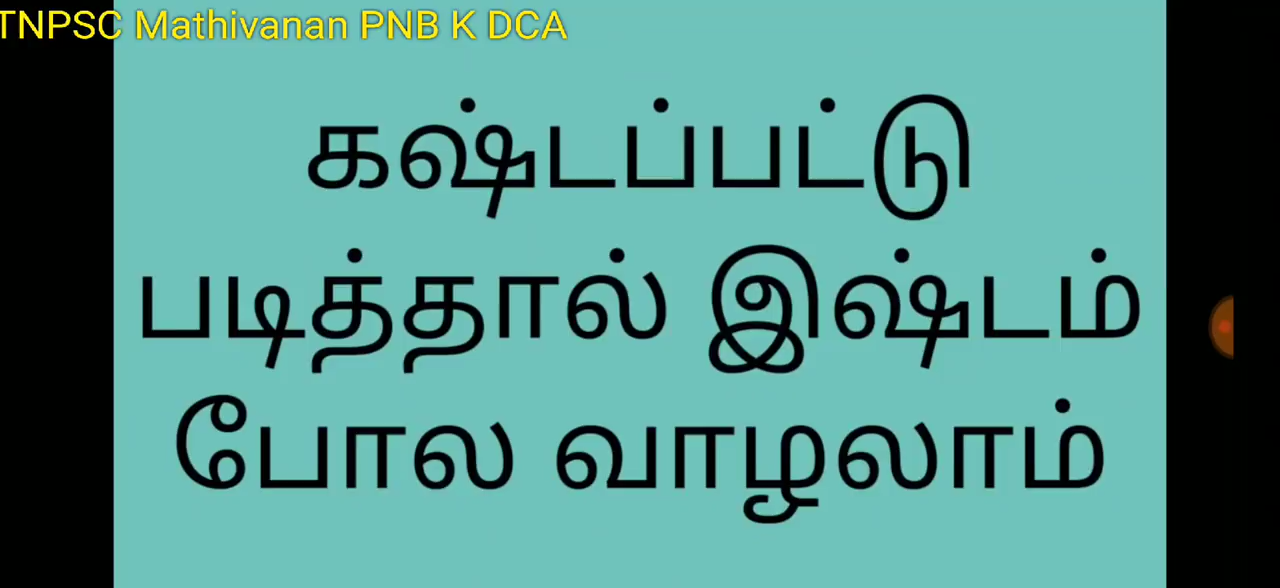 TNPSC Mathivanan PNB K DCA
கஷ்டப்பட்டு
படித்தால் இஷ்டம்
போல வாழலாம்